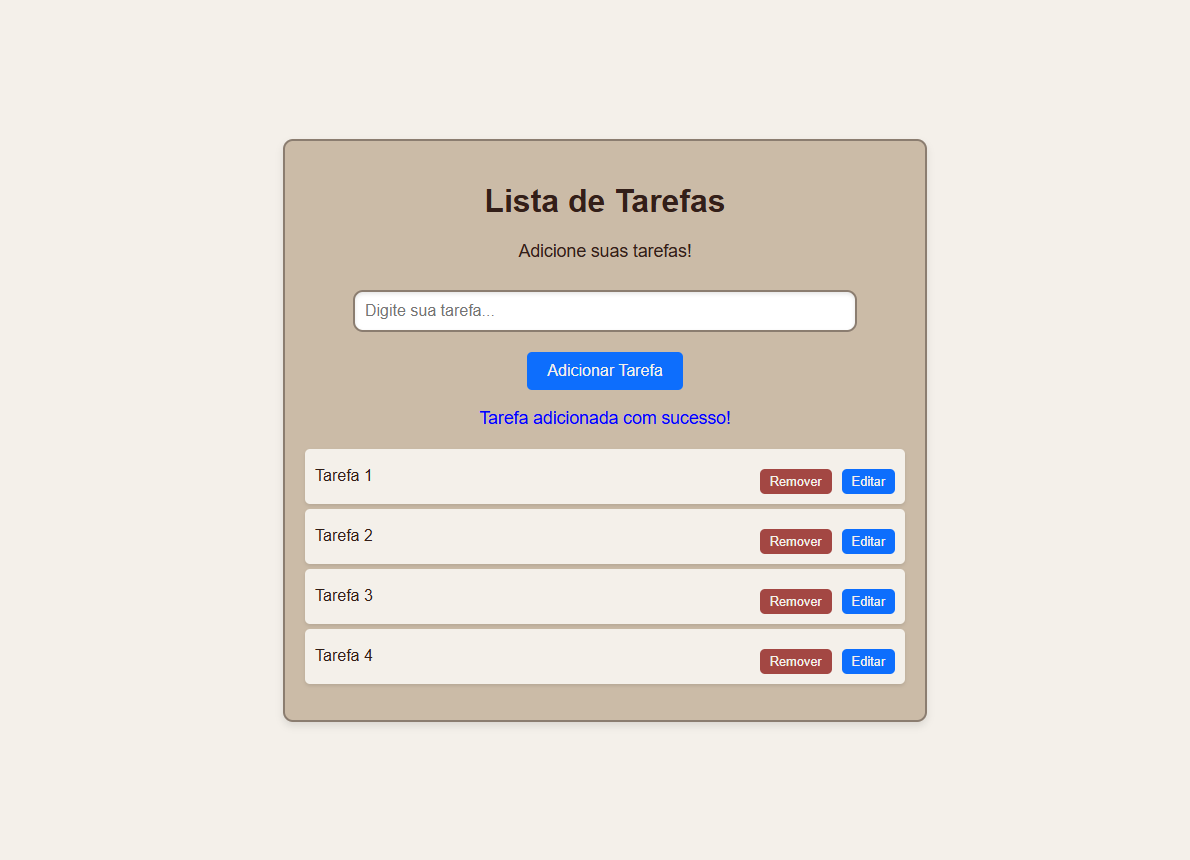 Lista de Tarefas
Adicione suas tarefas!
Digite sua tarefa...
Adicionar Tarefa
Tarefa adicionada com sucesso!
Tarefa 1 Remover Editar
Tarefa 2 Remover Editar
Tarefa 3 Remover Editar
Tarefa 4 Remover Editar